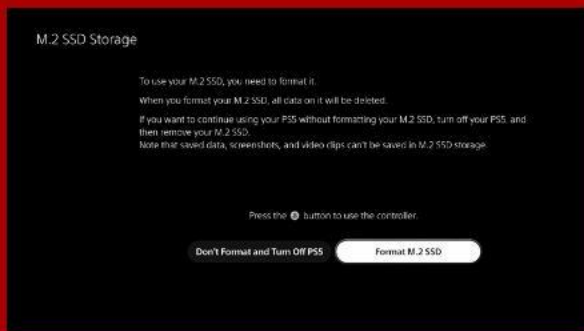 M.2 SSD Storage
To use your M.2 SSD, you need to format it.
When you format your M.2 SSD, all data on it will be deleted.
If you want to continue using your PS5 without formatting your M.2 SSD, turn off your PS5, and
then remove your M.2 SSD.
Note that saved data, screenshots, and video clips can't be saved in M.2 SSD storage.
Press the button to use the controller.
Don't Format and Turn Off PS5
Format M.2 SSD